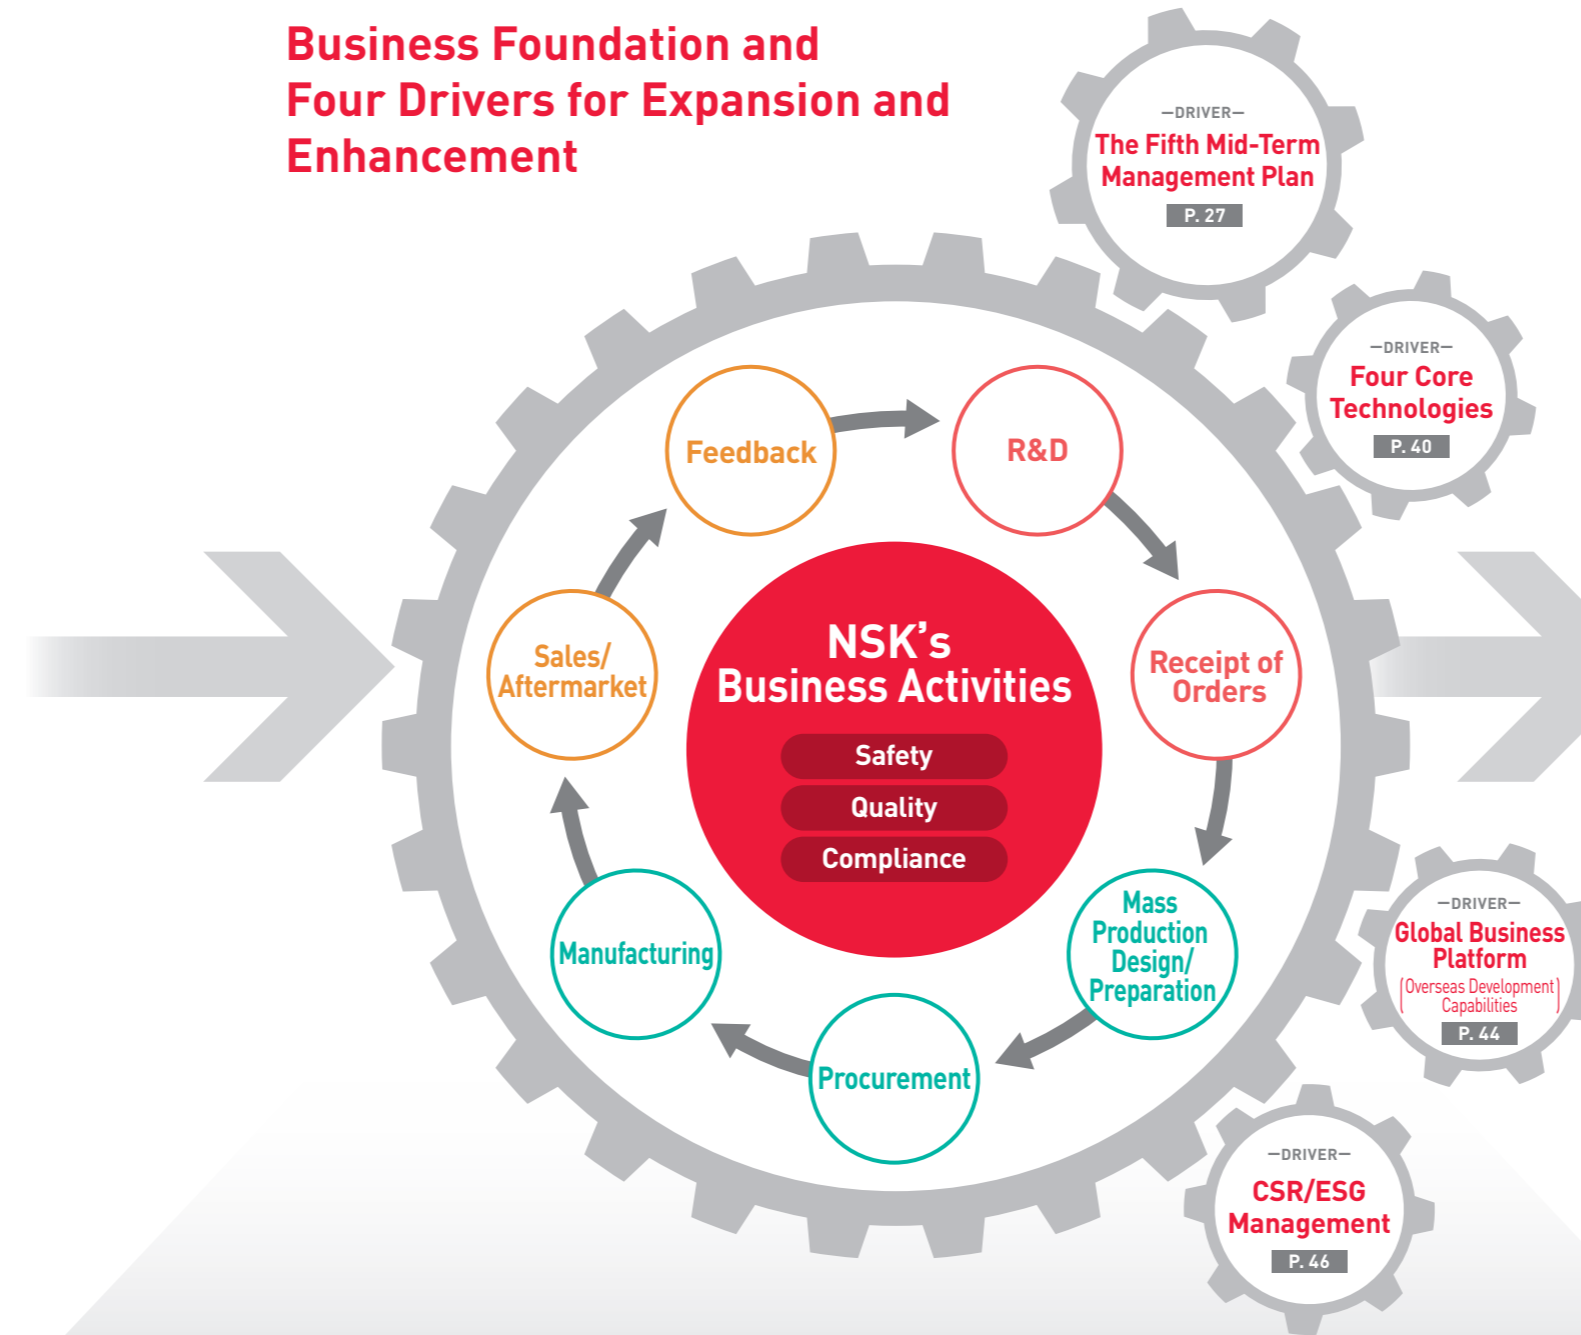 Business Foundation and
Four Drivers for Expansion and
Enhancement
—DRIVER—
The Fifth Mid-Term
Management Plan
P. 27
—DRIVER—
Four Core
Technologies
P. 40
Feedback
R&D
Sales/
Aftermarket
NSK’s
Business Activities
Safety
Quality
Compliance
Receipt of
Orders
Manufacturing
Mass
Production
Design/
Preparation
Procurement
—DRIVER—
Global Business
Platform
(Overseas Development
Capabilities)
P. 44
—DRIVER—
CSR/ESG
Management
P. 46